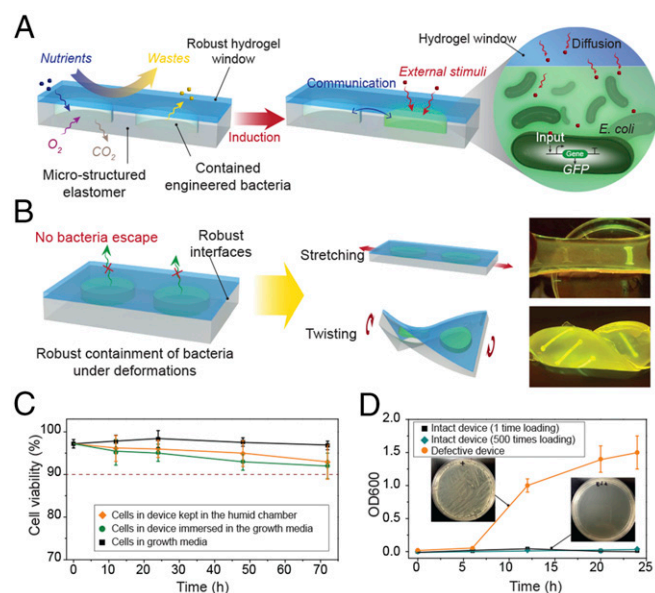 A
Nutrients
Wastes
Robust hydrogel
window
O2
CO2
Micro-structured
elastomer
Contained
engineered bacteria
Induction
Communication
External stimuli
Hydrogel window
Diffusion
E. coli
Input
Gene
GFP
B
No bacteria escape
Robust
interfaces
Robust containment of bacteria
under deformations
Stretching
Twisting
C
Cell viability (%)
100
95
90
85
80
75
70
Cells in device kept in the humid chamber
Cells in device immersed in the growth media
Cells in growth media
0 10 20 30 40 50 60 70
Time (h)
D
OD600
2.0
1.5
1.0
0.5
0.0
Intact device (1 time loading)
Intact device (500 times loading)
Defective device
0 5 10 15 20 25
Time (h)